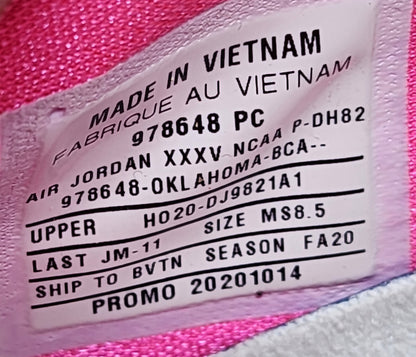 MADE IN VIETNAM
FABRIQUE AU VIETNAM
978648 PC
AIR JORDAN XXXV NCAA P-DH82
978648-OKLAHOMA-BCA--
UPPER HO20-DJ9821A1
LAST JM-11 SIZE MS8.5
SHIP TO BVTN SEASON FA20
PROMO 20201014